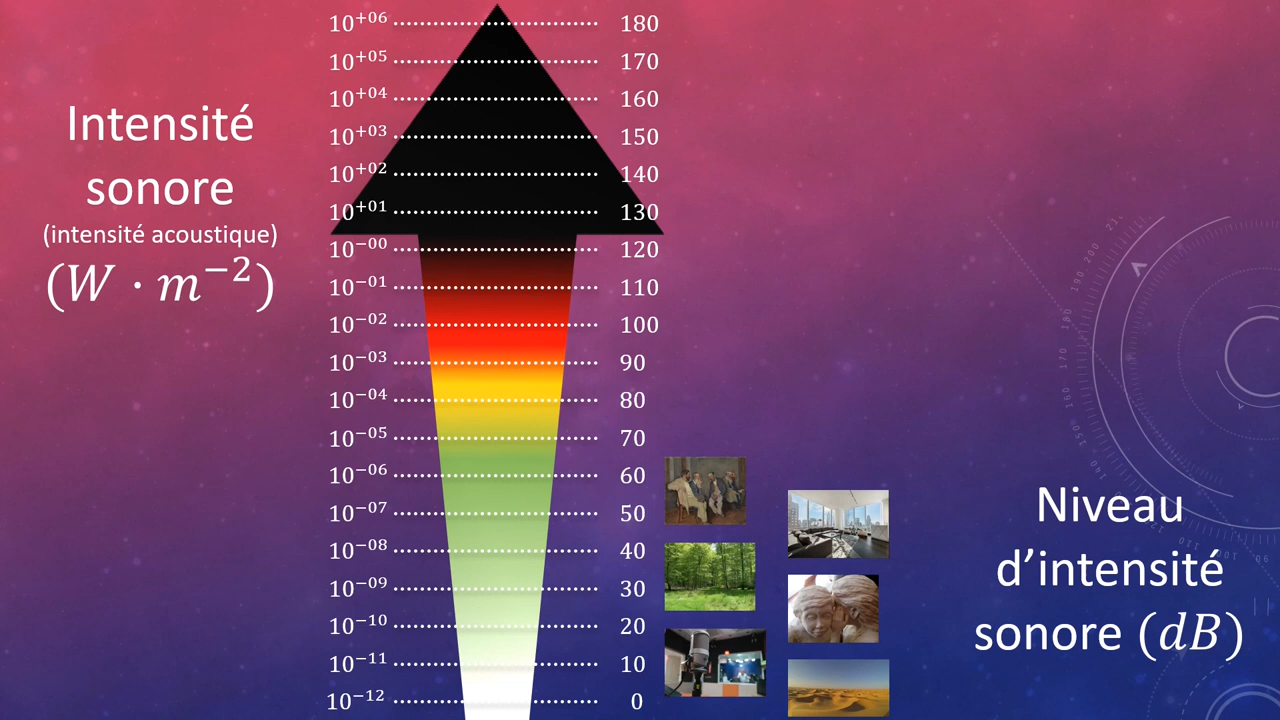 Intensité
sonore
(intensité acoustique)
(W · m⁻²)
10⁺⁰⁶ 180
10⁺⁰⁵ 170
10⁺⁰⁴ 160
10⁺⁰³ 150
10⁺⁰² 140
10⁺⁰¹ 130
10⁻⁰⁰ 120
10⁻⁰¹ 110
10⁻⁰² 100
10⁻⁰³ 90
10⁻⁰⁴ 80
10⁻⁰⁵ 70
10⁻⁰⁶ 60
10⁻⁰⁷ 50
10⁻⁰⁸ 40
10⁻⁰⁹ 30
10⁻¹⁰ 20
10⁻¹¹ 10
10⁻¹² 0
Niveau
d’intensité
sonore (dB)